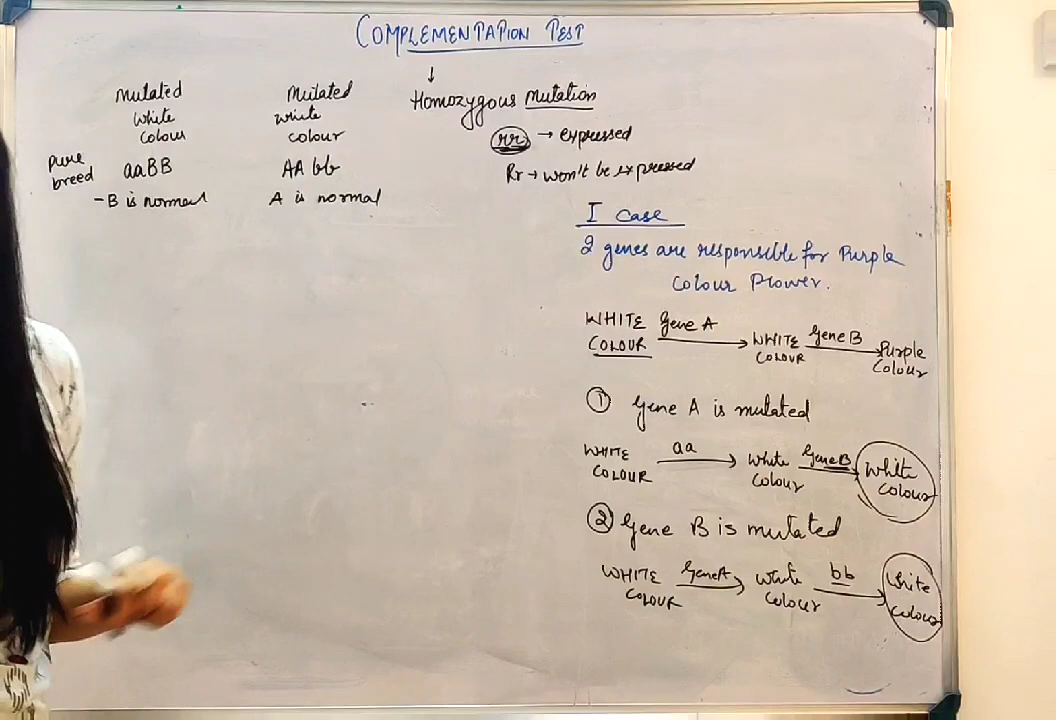 COMPLEMENTATION TEST
↓
Homozygous Mutation
rr → expressed
Rr → won't be expressed
Mutated Mutated
White white
colour colour
Pure breed aaBB AAbb
- B is normal A is normal
I case
2 genes are responsible for Purple
Colour Flower.
WHITE COLOUR Gene A → WHITE COLOUR Gene B → Purple Colour
① Gene A is mutated
WHITE COLOUR aa → White Colour Gene B → White Colour
② Gene B is mutated
WHITE COLOUR Gene A → White Colour bb → White Colour